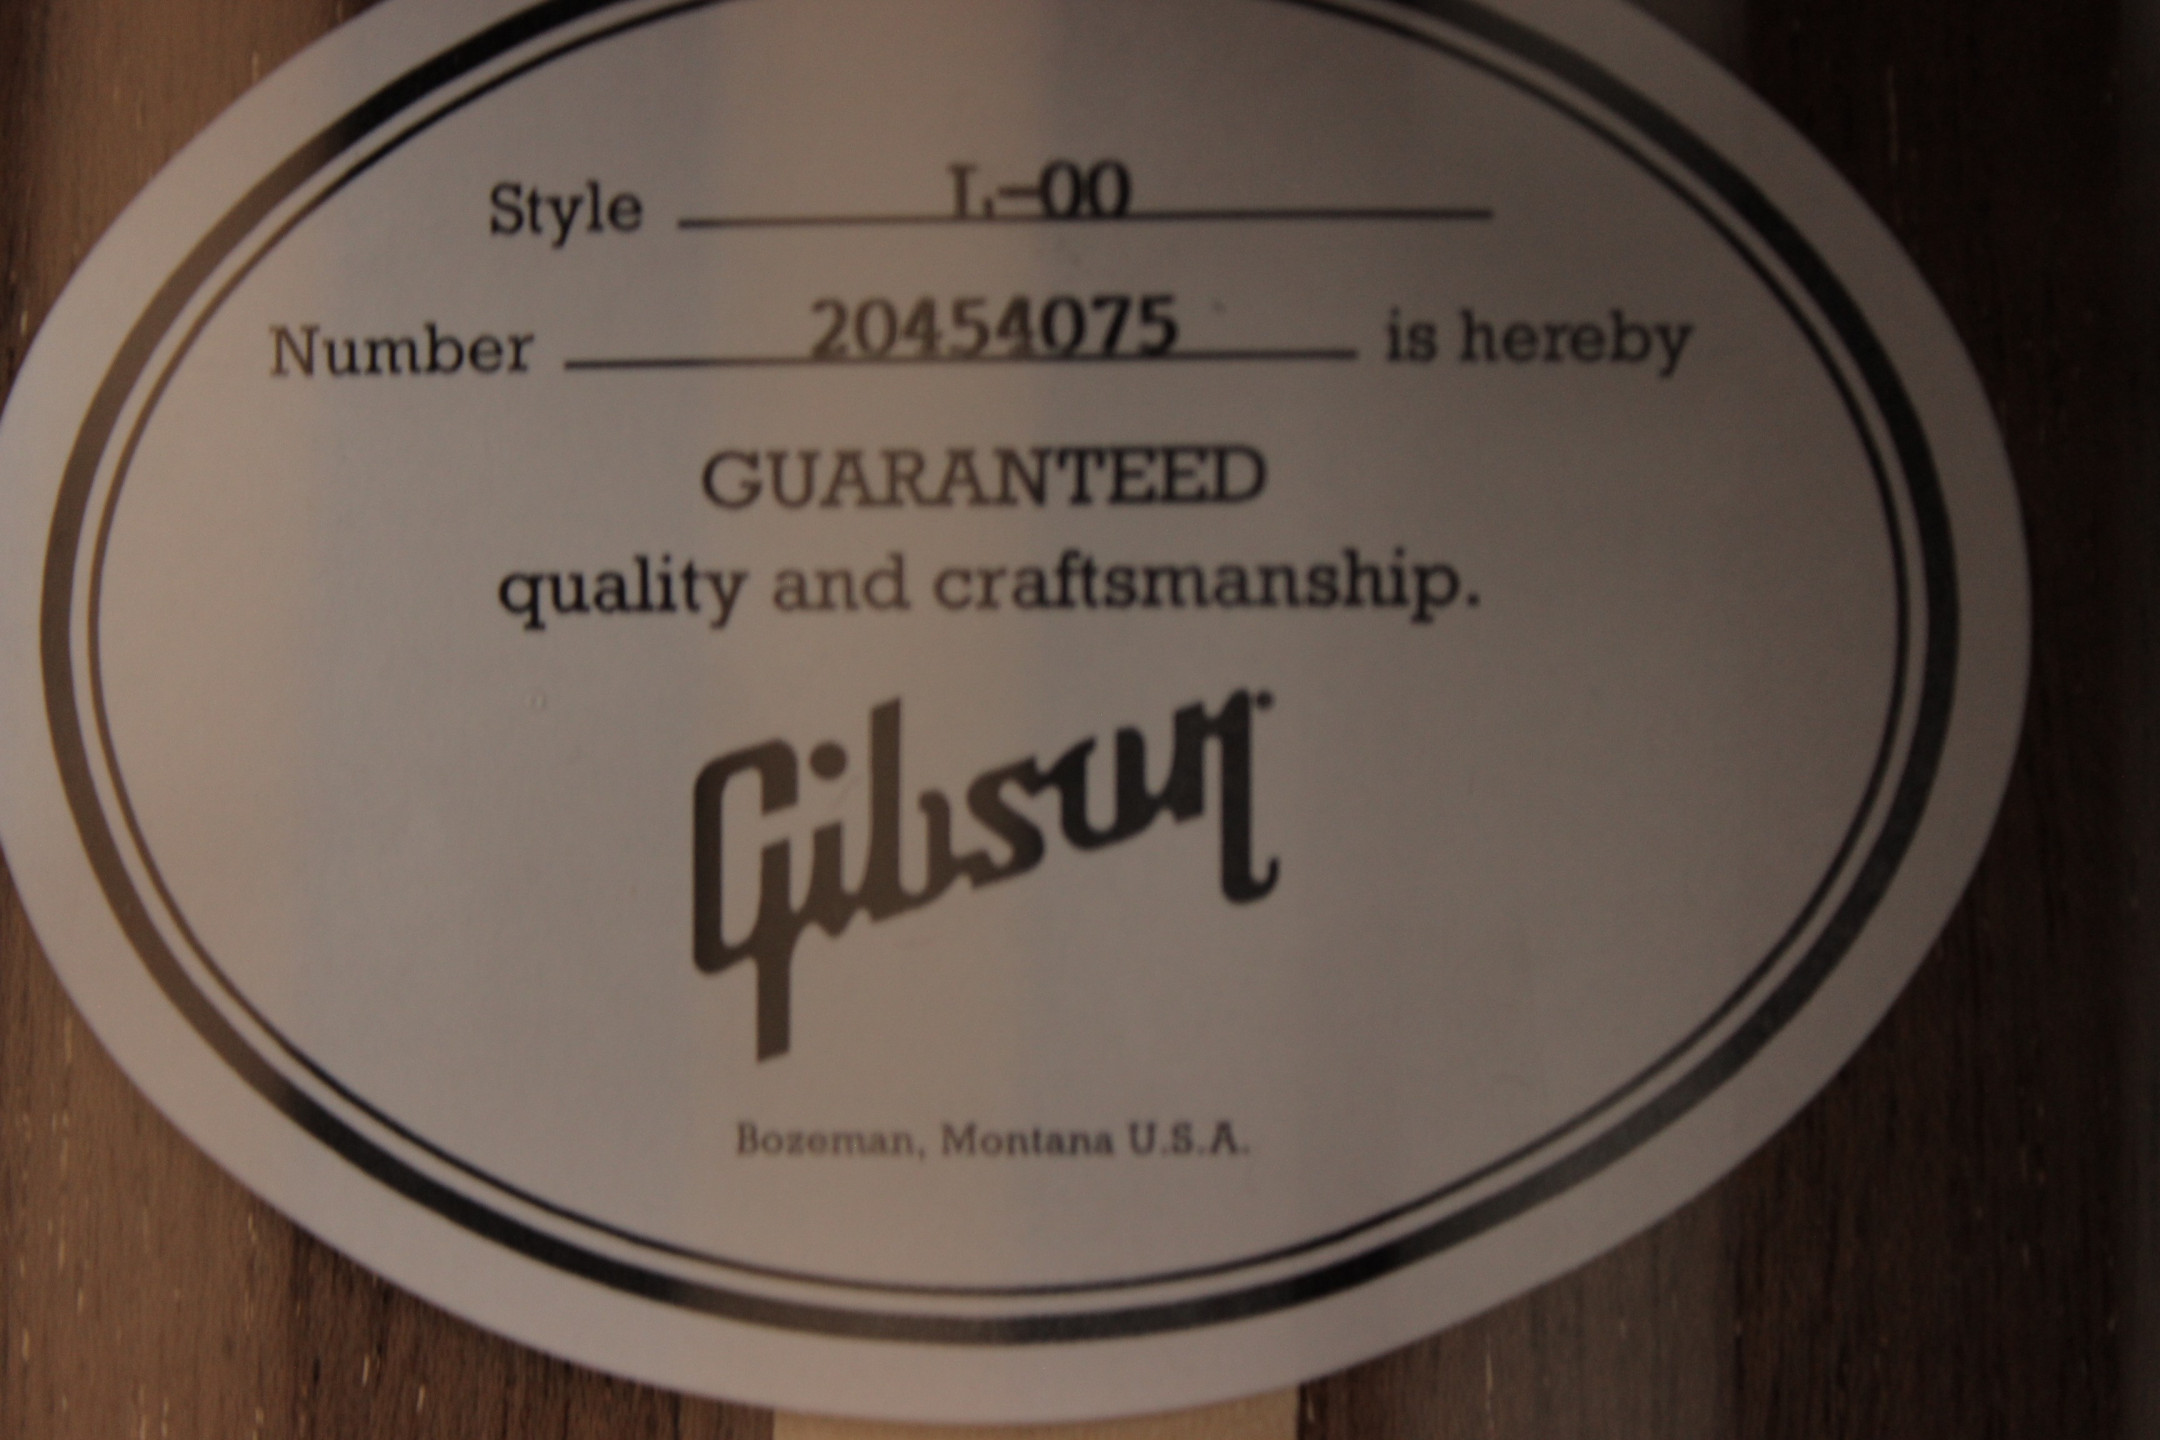 Style L-00
Number 20454075 is hereby
GUARANTEED
quality and craftsmanship.
Gibson
Bozeman, Montana U.S.A.